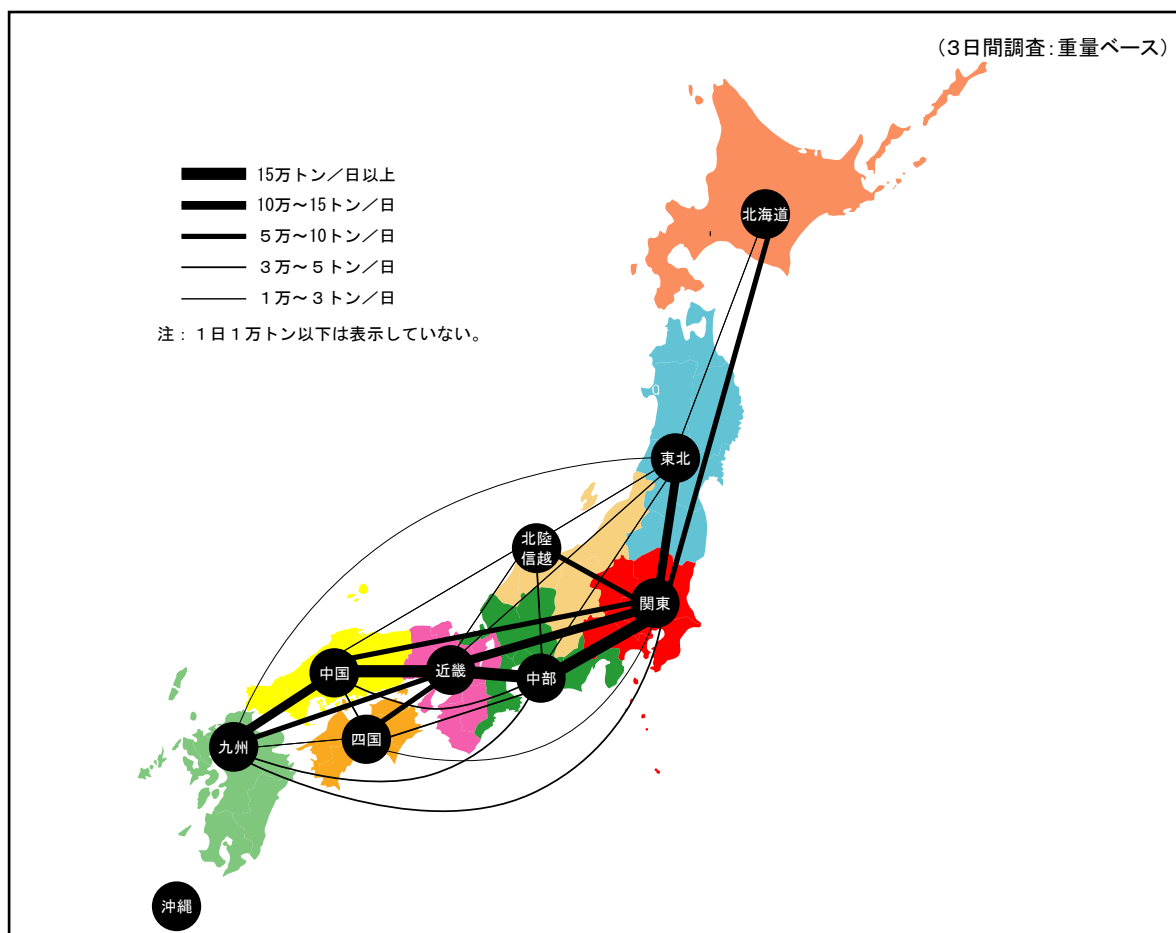 （３日間調査：重量ベース）
15万トン／日以上
10万～15トン／日
５万～10トン／日
３万～５トン／日
１万～３トン／日
注：１日１万トン以下は表示していない。
北海道
東北
北陸
信越
関東
中国
近畿
中部
四国
九州
沖縄